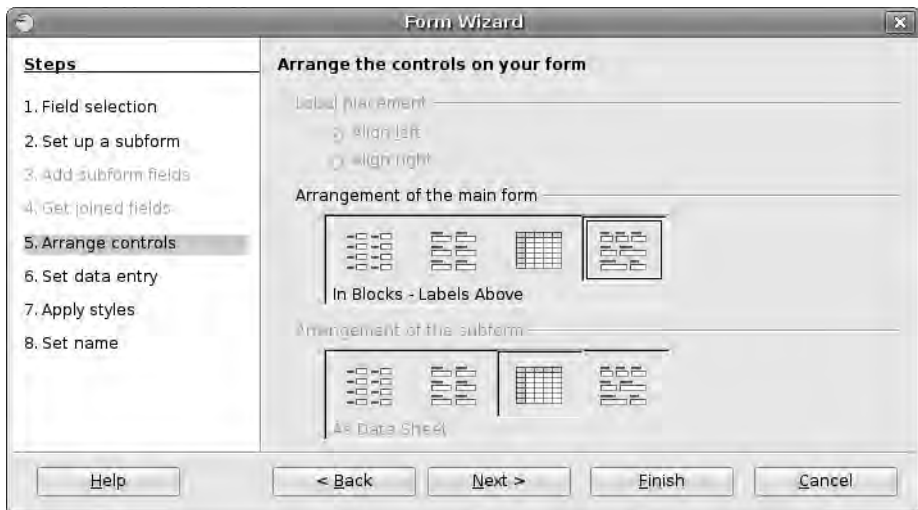 Form Wizard
Steps
1. Field selection
2. Set up a subform
3. Add subform fields
4. Get joined fields
5. Arrange controls
6. Set data entry
7. Apply styles
8. Set name
Arrange the controls on your form
Label placement
Align left
Align right
Arrangement of the main form
In Blocks - Labels Above
Arrangement of the subform
As Data Sheet
Help
< Back
Next >
Finish
Cancel